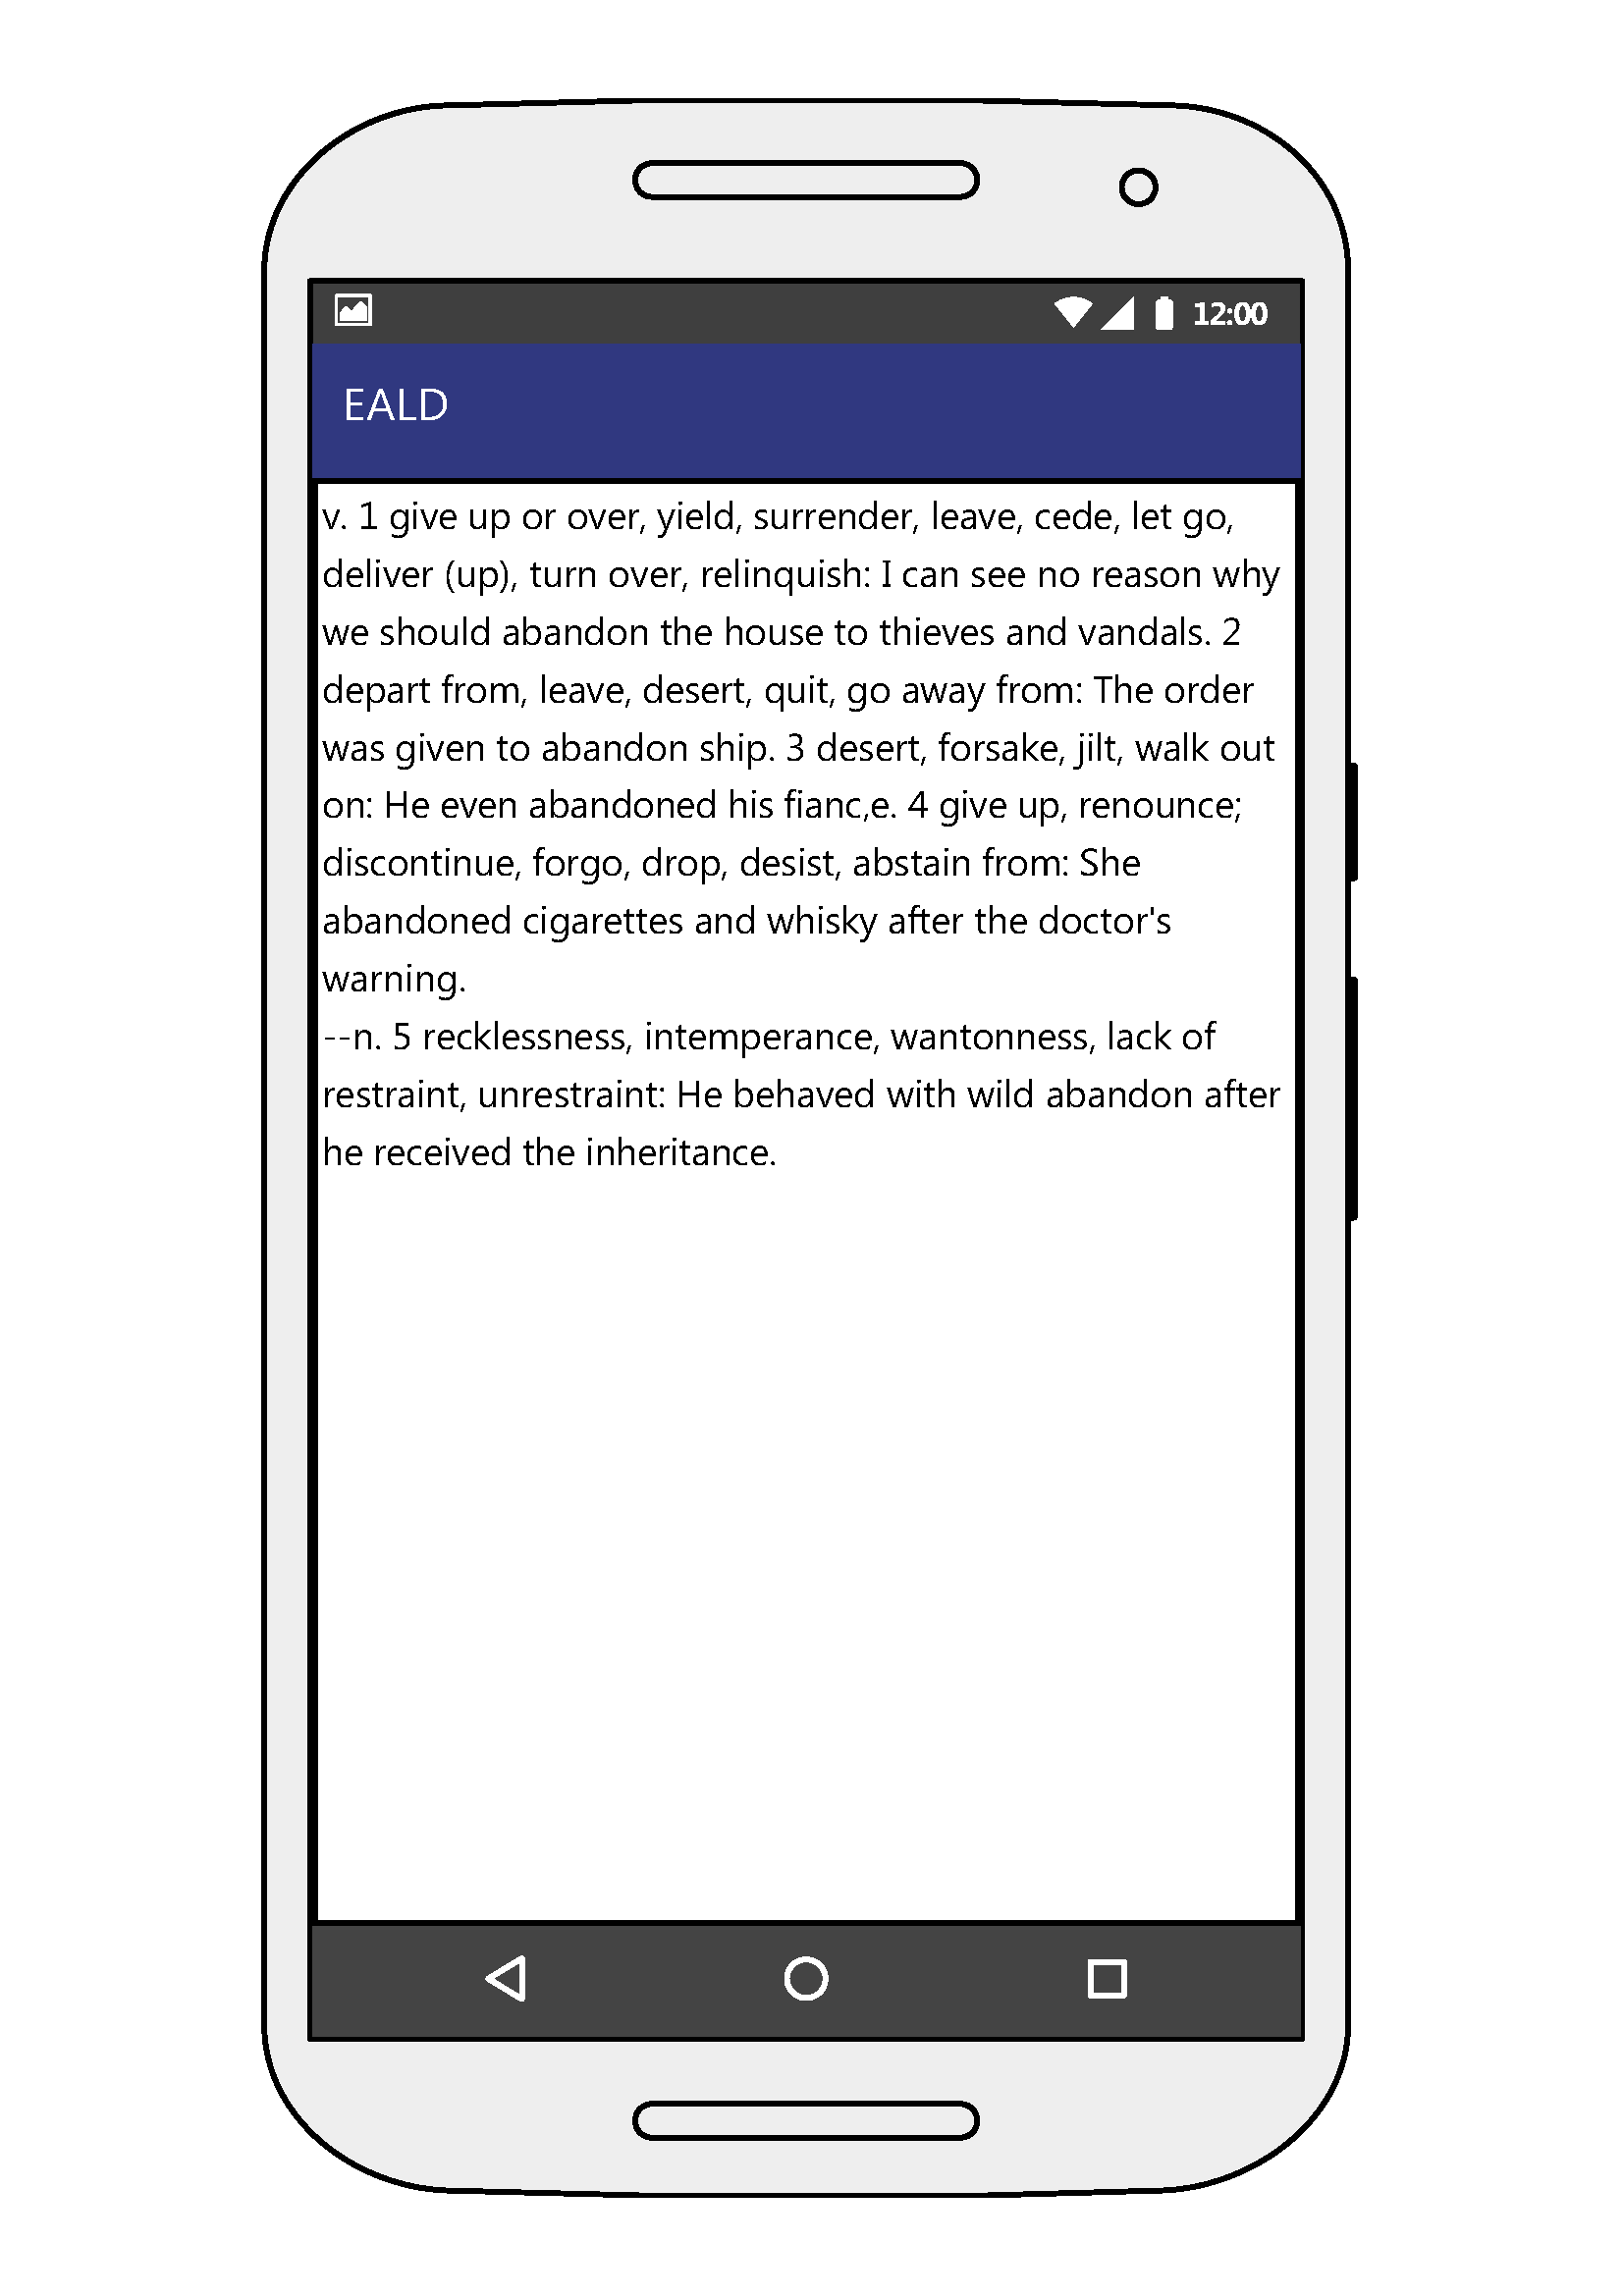 12:00
EALD
v. 1 give up or over, yield, surrender, leave, cede, let go,
deliver (up), turn over, relinquish: I can see no reason why
we should abandon the house to thieves and vandals. 2
depart from, leave, desert, quit, go away from: The order
was given to abandon ship. 3 desert, forsake, jilt, walk out
on: He even abandoned his fianc,e. 4 give up, renounce;
discontinue, forgo, drop, desist, abstain from: She
abandoned cigarettes and whisky after the doctor's
warning.
--n. 5 recklessness, intemperance, wantonness, lack of
restraint, unrestraint: He behaved with wild abandon after
he received the inheritance.